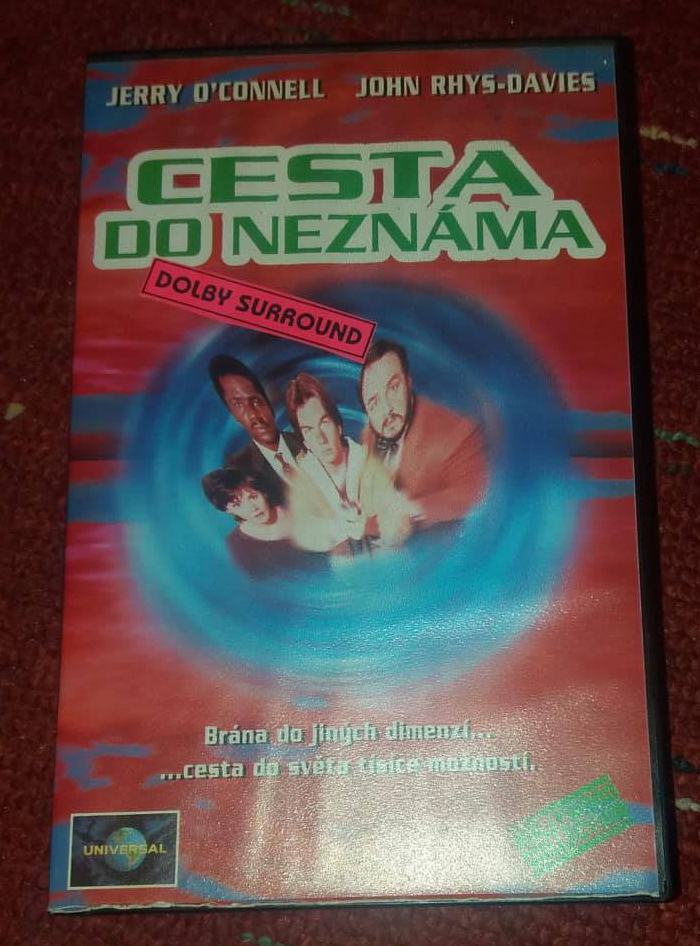 JERRY O'CONNELL JOHN RHYS-DAVIES
CESTA
DO NEZNÁMA
DOLBY SURROUND
Brána do jiných dimenzí...
...cesta do světa tisíce možností.
UNIVERSAL